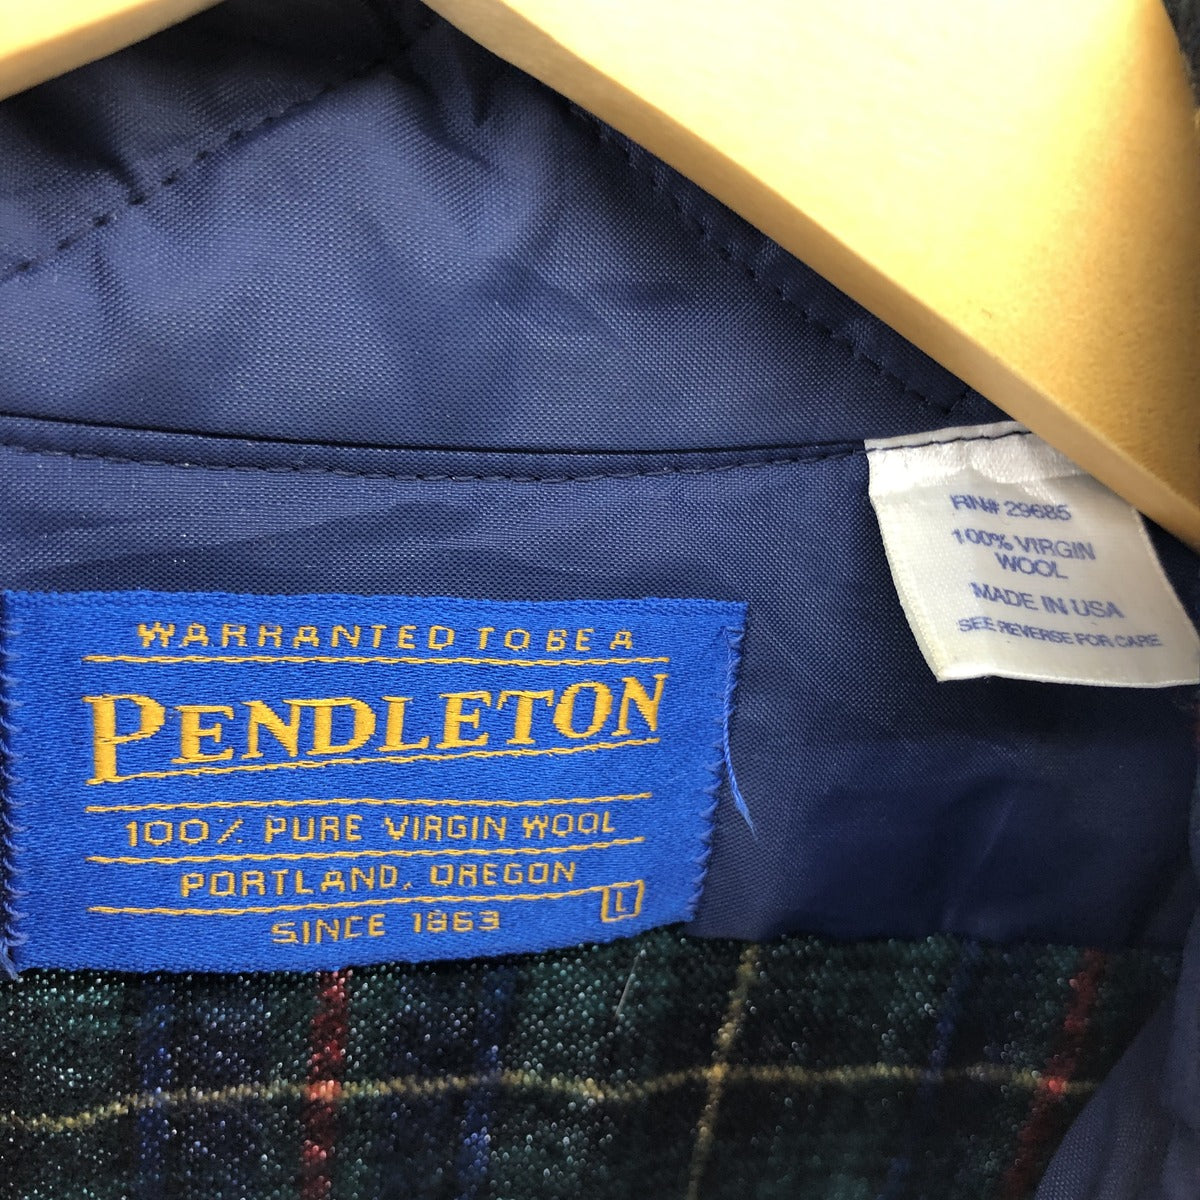 WARRANTED TO BE A
PENDLETON
100% PURE VIRGIN WOOL
PORTLAND, OREGON
SINCE 1863
L
RN# 29685
100% VIRGIN
WOOL
MADE IN USA
SEE REVERSE FOR CARE